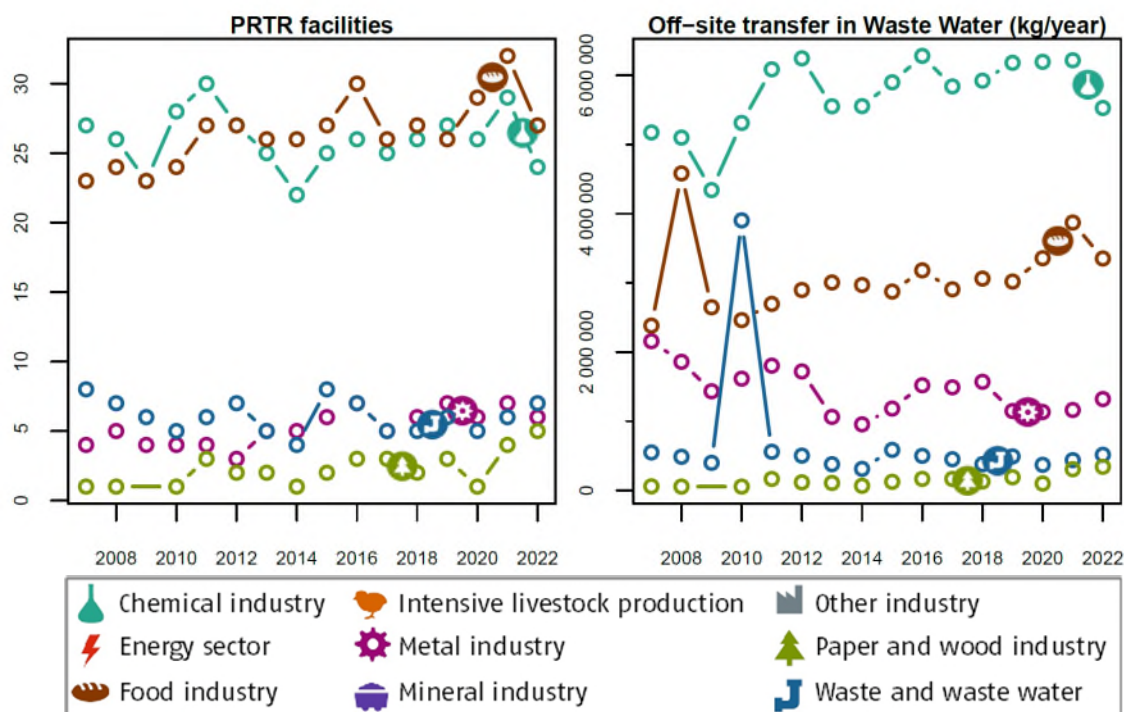 PRTR facilities
Off−site transfer in Waste Water (kg/year)
30
25
20
15
10
5
0
6 000 000
4 000 000
2 000 000
0
2008 2010 2012 2014 2016 2018 2020 2022
2008 2010 2012 2014 2016 2018 2020 2022
Chemical industry Intensive livestock production Other industry
Energy sector Metal industry Paper and wood industry
Food industry Mineral industry Waste and waste water